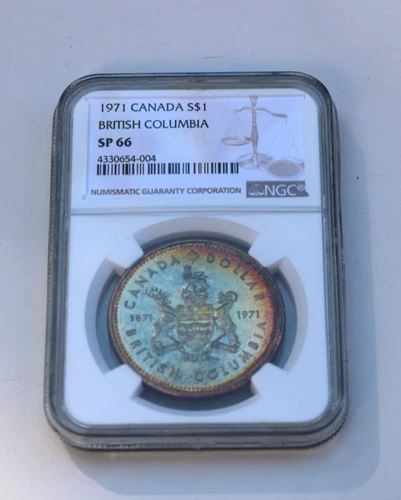 1971 CANADA S$1
BRITISH COLUMBIA
SP 66
4330654-004
NUMISMATIC GUARANTY CORPORATION
NGC®
CANADA DOLLAR
1871 1971
BRITISH COLUMBIA